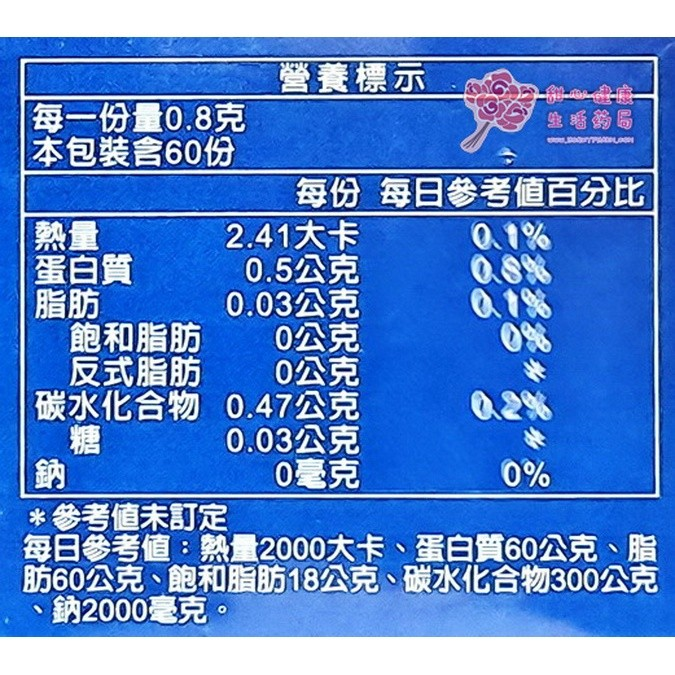 營養標示
甜心健康
生活药局
每一份量0.8克
本包裝含60份
每份 每日參考值百分比
熱量 2.41大卡 0.1%
蛋白質 0.5公克 0.8%
脂肪 0.03公克 0.1%
飽和脂肪 0公克 0%
反式脂肪 0公克 *
碳水化合物 0.47公克 0.2%
糖 0.03公克 *
鈉 0毫克 0%
*參考值未訂定
每日參考值：熱量2000大卡、蛋白質60公克、脂
肪60公克、飽和脂肪18公克、碳水化合物300公克
、鈉2000毫克。